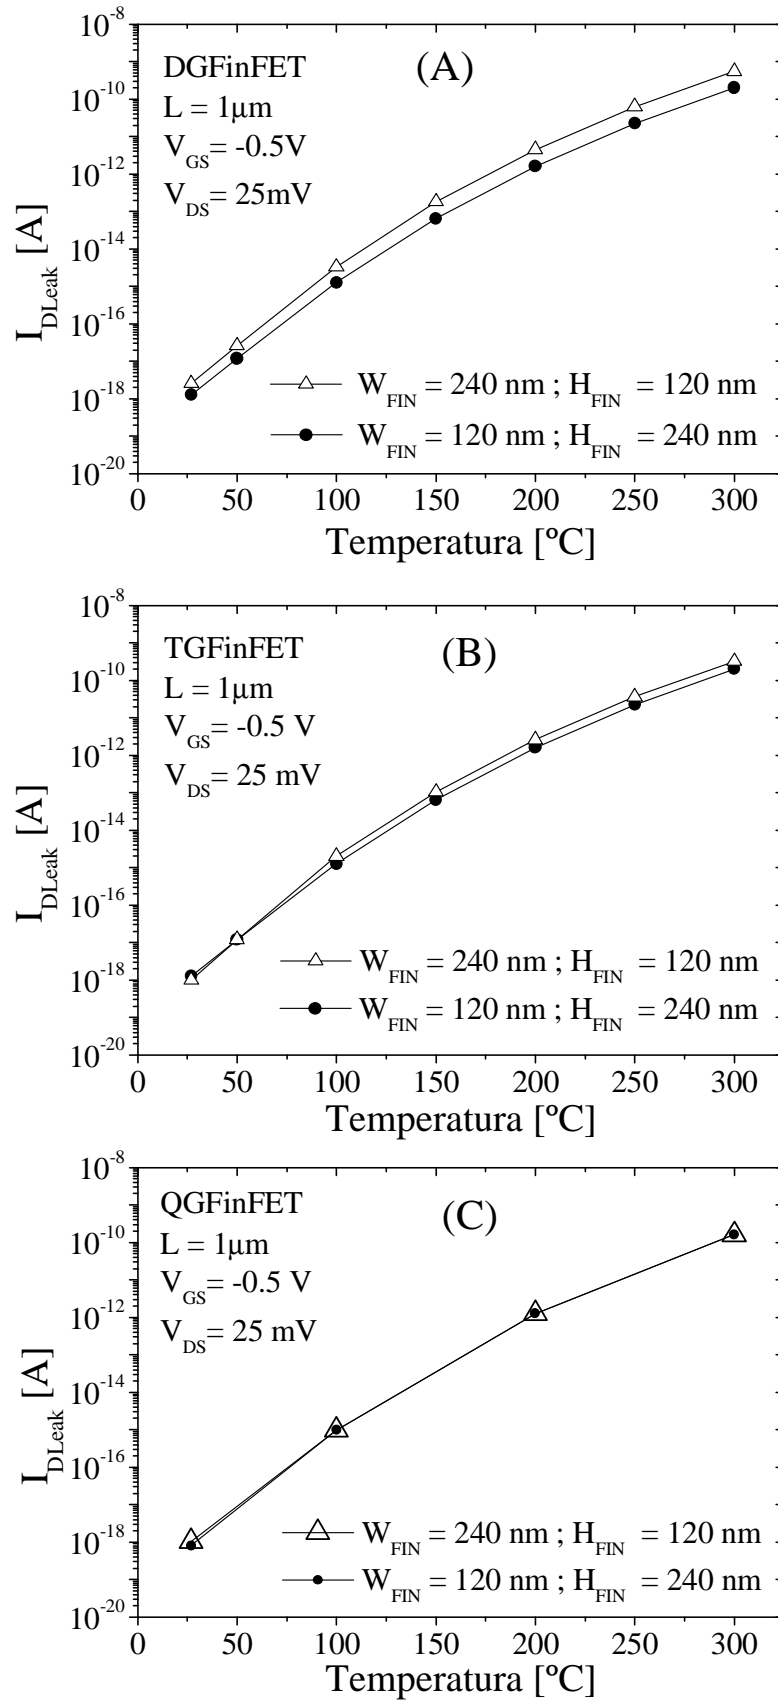 DGFinFET
(A)
L = 1µm
V_GS = -0.5V
V_DS = 25mV
I_DLeak [A]
10^-8
10^-10
10^-12
10^-14
10^-16
10^-18
10^-20
W_FIN = 240 nm ; H_FIN = 120 nm
W_FIN = 120 nm ; H_FIN = 240 nm
0 50 100 150 200 250 300
Temperatura [ºC]
TGFinFET
(B)
L = 1µm
V_GS = -0.5 V
V_DS = 25 mV
I_DLeak [A]
10^-8
10^-10
10^-12
10^-14
10^-16
10^-18
10^-20
W_FIN = 240 nm ; H_FIN = 120 nm
W_FIN = 120 nm ; H_FIN = 240 nm
0 50 100 150 200 250 300
Temperatura [ºC]
QGFinFET
(C)
L = 1µm
V_GS = -0.5 V
V_DS = 25 mV
I_DLeak [A]
10^-8
10^-10
10^-12
10^-14
10^-16
10^-18
10^-20
W_FIN = 240 nm ; H_FIN = 120 nm
W_FIN = 120 nm ; H_FIN = 240 nm
0 50 100 150 200 250 300
Temperatura [ºC]